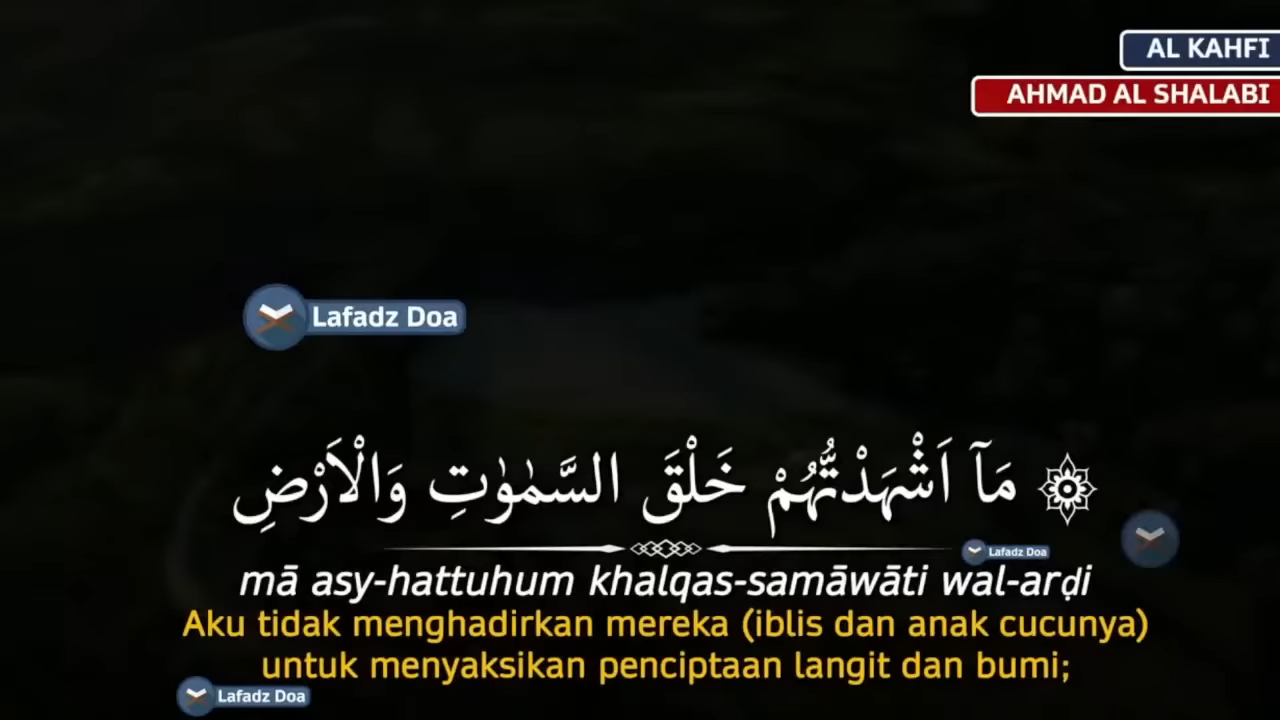 AL KAHFI
AHMAD AL SHALABI
Lafadz Doa
۞ مَآ اَشْهَدْتُّهُمْ خَلْقَ السَّمٰوٰتِ وَالْاَرْضِ
Lafadz Doa
mā asy-hattuhum khalqas-samāwāti wal-arḍi
Aku tidak menghadirkan mereka (iblis dan anak cucunya)
untuk menyaksikan penciptaan langit dan bumi;
Lafadz Doa